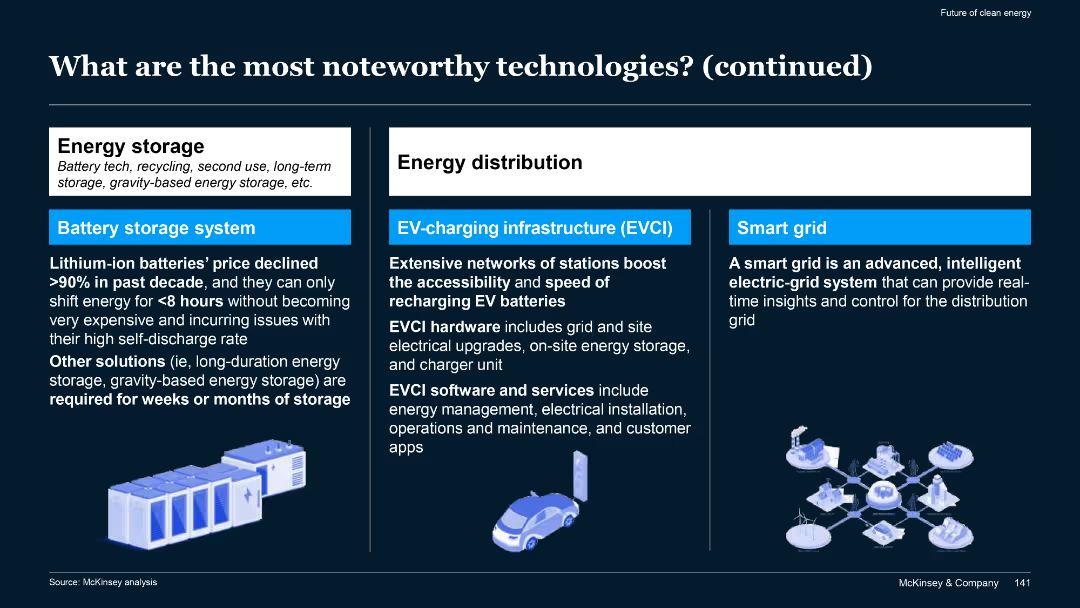 Future of clean energy
What are the most noteworthy technologies? (continued)
Energy storage
Battery tech, recycling, second use, long-term
storage, gravity-based energy storage, etc.
Energy distribution
Battery storage system
Lithium-ion batteries’ price declined
>90% in past decade, and they can only
shift energy for <8 hours without becoming
very expensive and incurring issues with
their high self-discharge rate
Other solutions (ie, long-duration energy
storage, gravity-based energy storage) are
required for weeks or months of storage
EV-charging infrastructure (EVCI)
Extensive networks of stations boost
the accessibility and speed of
recharging EV batteries
EVCI hardware includes grid and site
electrical upgrades, on-site energy storage,
and charger unit
EVCI software and services include
energy management, electrical installation,
operations and maintenance, and customer
apps
Smart grid
A smart grid is an advanced, intelligent
electric-grid system that can provide real-
time insights and control for the distribution
grid
Source: McKinsey analysis
McKinsey & Company 141